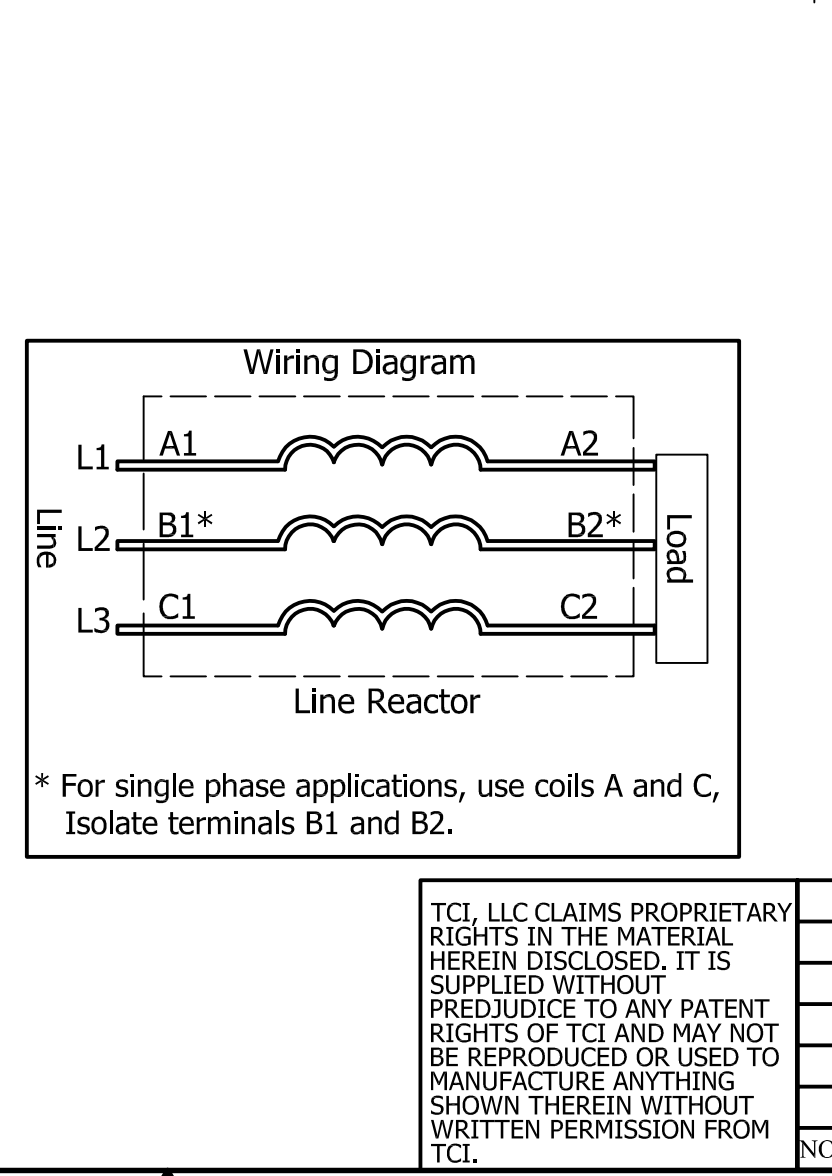 Wiring Diagram
L1 A1 A2
Line L2 B1* B2* Load
L3 C1 C2
Line Reactor
* For single phase applications, use coils A and C,
Isolate terminals B1 and B2.
TCI, LLC CLAIMS PROPRIETARY
RIGHTS IN THE MATERIAL
HEREIN DISCLOSED. IT IS
SUPPLIED WITHOUT
PREDJUDICE TO ANY PATENT
RIGHTS OF TCI AND MAY NOT
BE REPRODUCED OR USED TO
MANUFACTURE ANYTHING
SHOWN THEREIN WITHOUT
WRITTEN PERMISSION FROM
TCI.